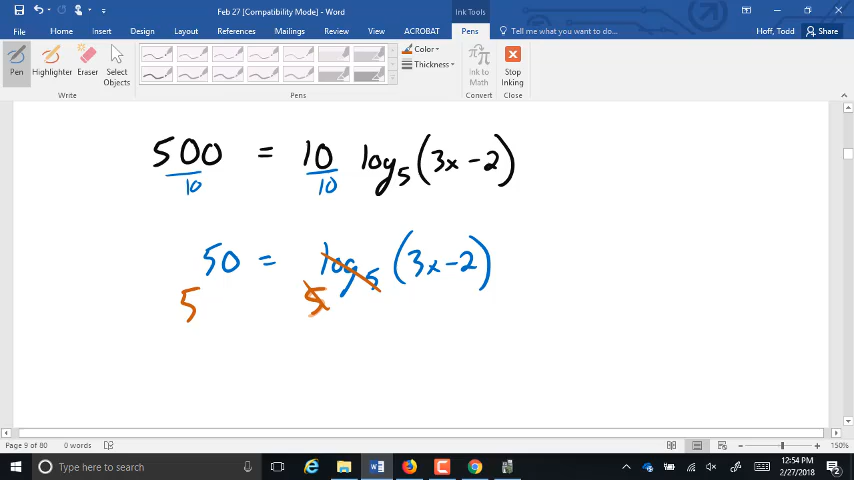 Feb 27 [Compatibility Mode] - Word
Ink Tools
File Home Insert Design Layout References Mailings Review View ACROBAT Pens Tell me what you want to do... Hoff, Todd Share
Pen Highlighter Eraser Select Objects
Color Thickness
Ink to Math
Stop Inking
Write Pens Convert Close
500 = 10 log5 (3x - 2)
10 10
50 = log5 (3x - 2)
5 5
Page 9 of 80 0 words 150%
Type here to search
12:54 PM
2/27/2018
2